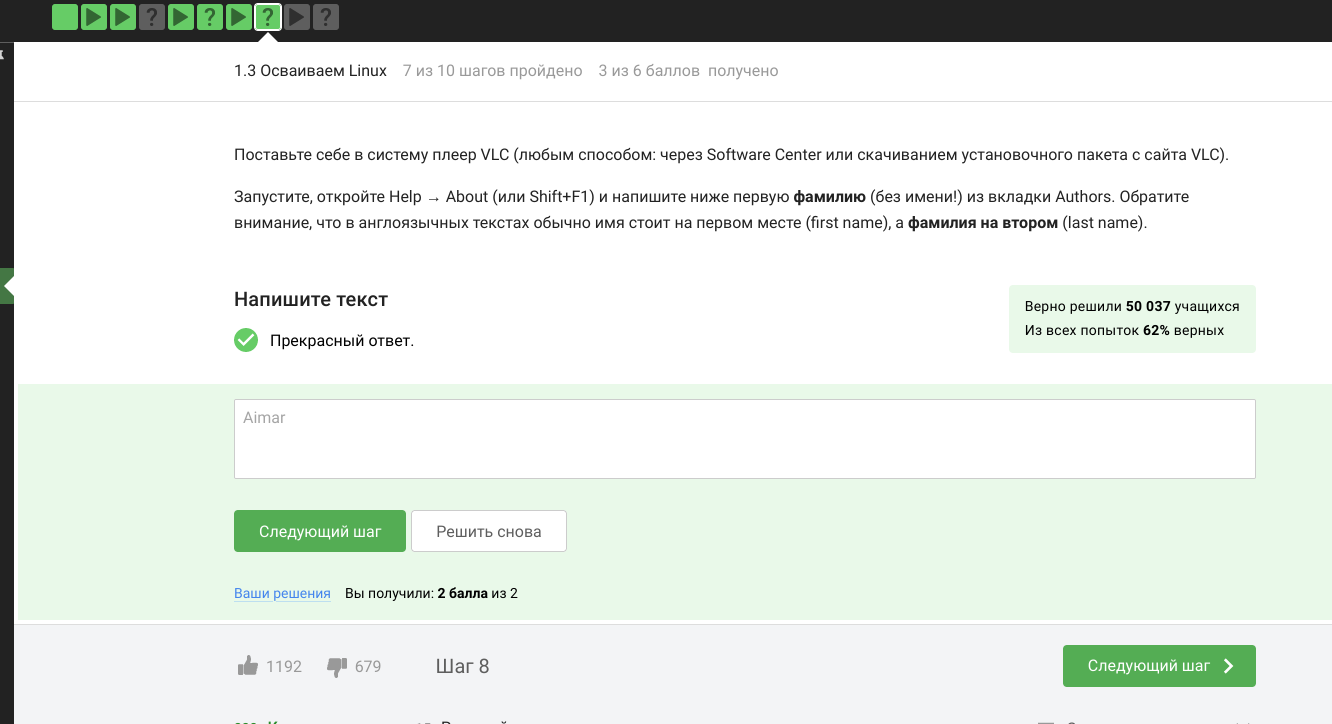 ? ? ? ?
1.3 Осваиваем Linux 7 из 10 шагов пройдено 3 из 6 баллов получено
Поставьте себе в систему плеер VLC (любым способом: через Software Center или скачиванием установочного пакета с сайта VLC).
Запустите, откройте Help → About (или Shift+F1) и напишите ниже первую фамилию (без имени!) из вкладки Authors. Обратите
внимание, что в англоязычных текстах обычно имя стоит на первом месте (first name), а фамилия на втором (last name).
Напишите текст
Прекрасный ответ.
Верно решили 50 037 учащихся
Из всех попыток 62% верных
Aimar
Следующий шаг Решить снова
Ваши решения Вы получили: 2 балла из 2
1192 679 Шаг 8 Следующий шаг